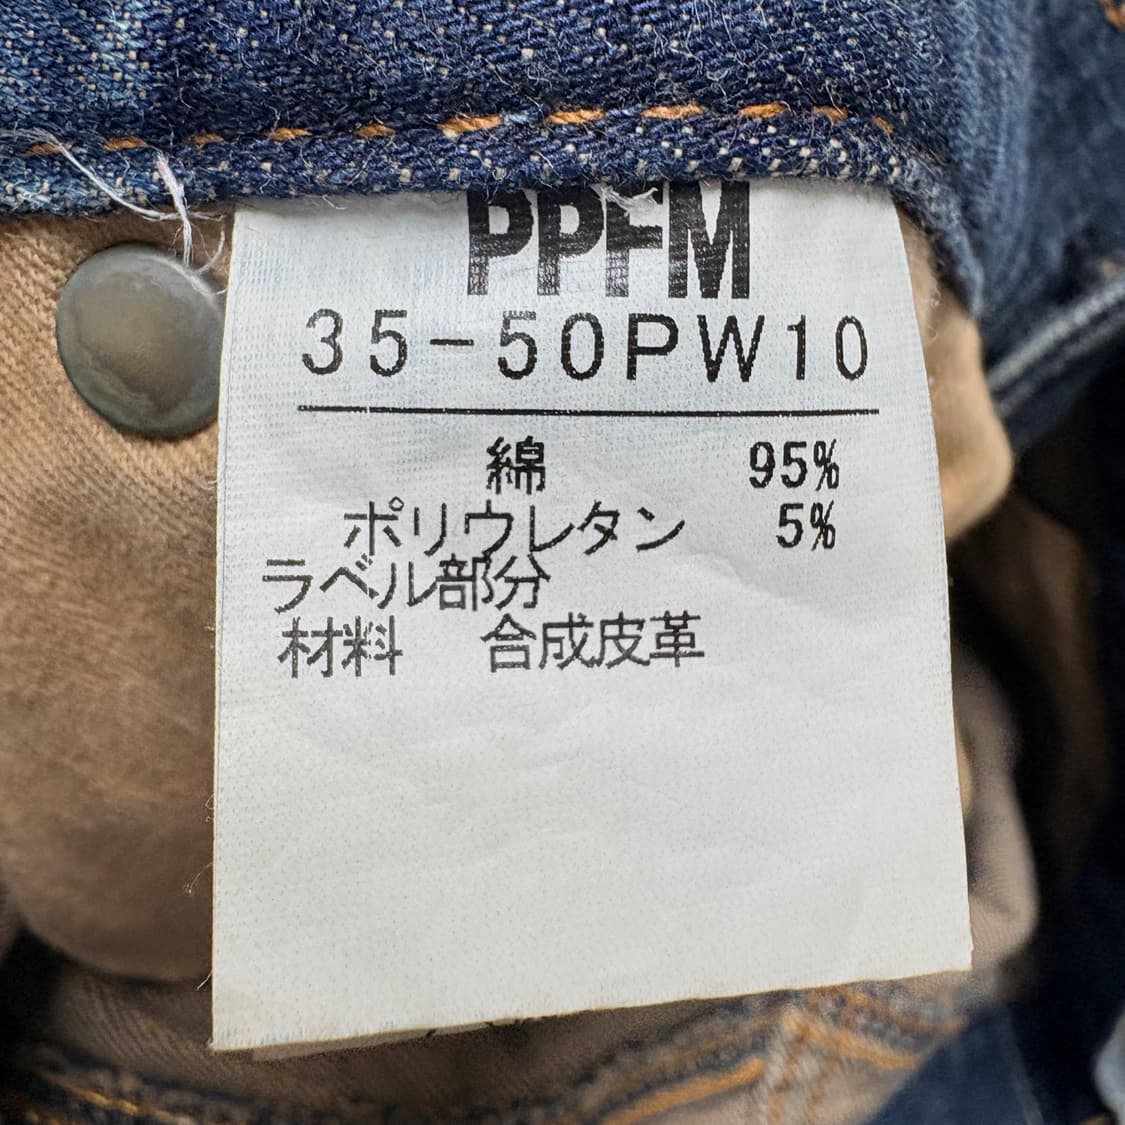 PPFM
35-50PW10
綿 95%
ポリウレタン 5%
ラベル部分
材料 合成皮革